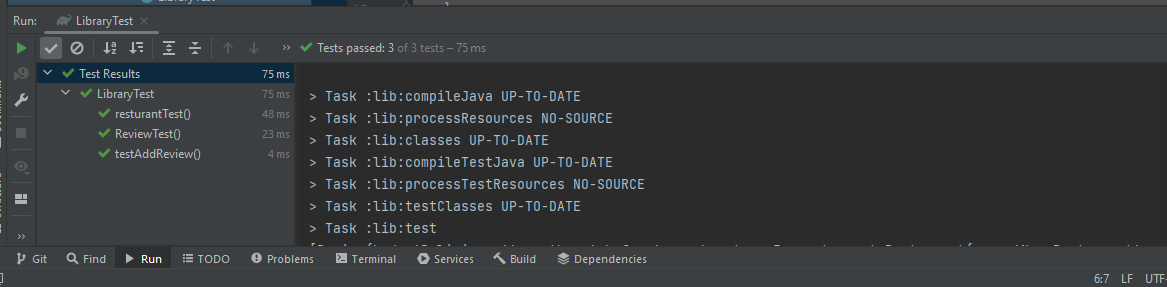 LibraryTest
Run:
LibraryTest
Tests passed: 3 of 3 tests – 75 ms
Test Results 75 ms
LibraryTest 75 ms
resturantTest() 48 ms
ReviewTest() 23 ms
testAddReview() 4 ms
> Task :lib:compileJava UP-TO-DATE
> Task :lib:processResources NO-SOURCE
> Task :lib:classes UP-TO-DATE
> Task :lib:compileTestJava UP-TO-DATE
> Task :lib:processTestResources NO-SOURCE
> Task :lib:testClasses UP-TO-DATE
> Task :lib:test
Git Find Run TODO Problems Terminal Services Build Dependencies
6:7 LF UTF-